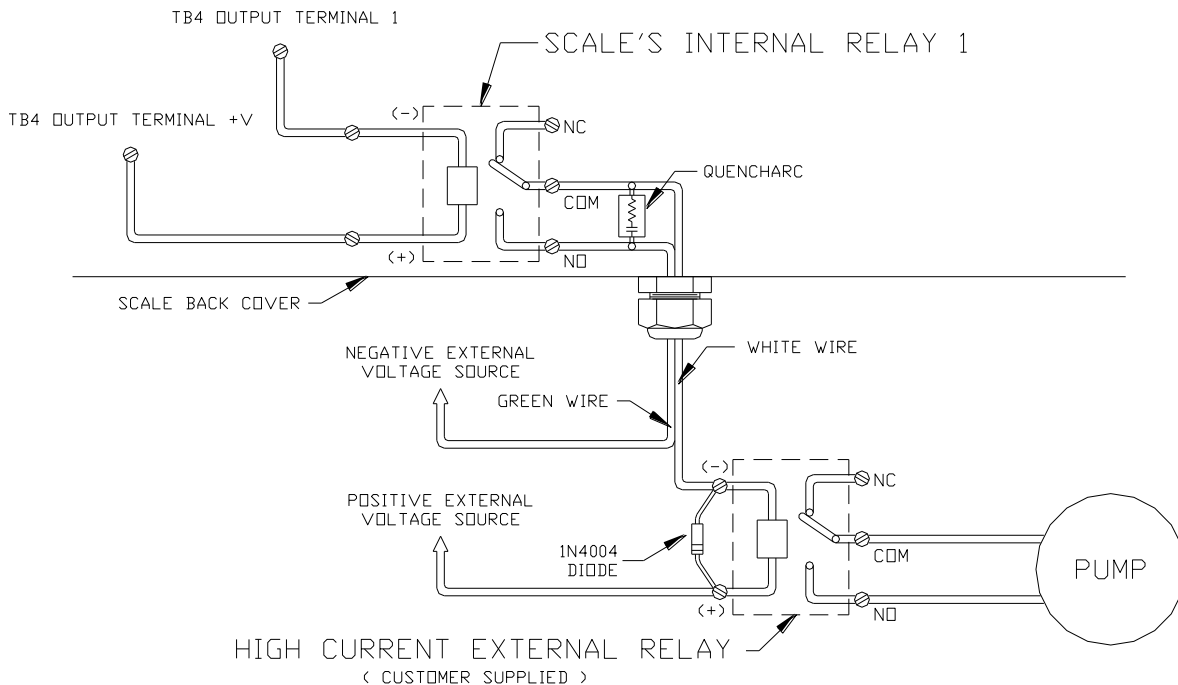 TB4 OUTPUT TERMINAL 1
SCALE'S INTERNAL RELAY 1
TB4 OUTPUT TERMINAL +V
(-)
NC
QUENCHARC
COM
(+)
NO
SCALE BACK COVER
NEGATIVE EXTERNAL
VOLTAGE SOURCE
WHITE WIRE
GREEN WIRE
(-)
NC
POSITIVE EXTERNAL
VOLTAGE SOURCE
1N4004
DIODE
COM
PUMP
(+)
NO
HIGH CURRENT EXTERNAL RELAY
( CUSTOMER SUPPLIED )